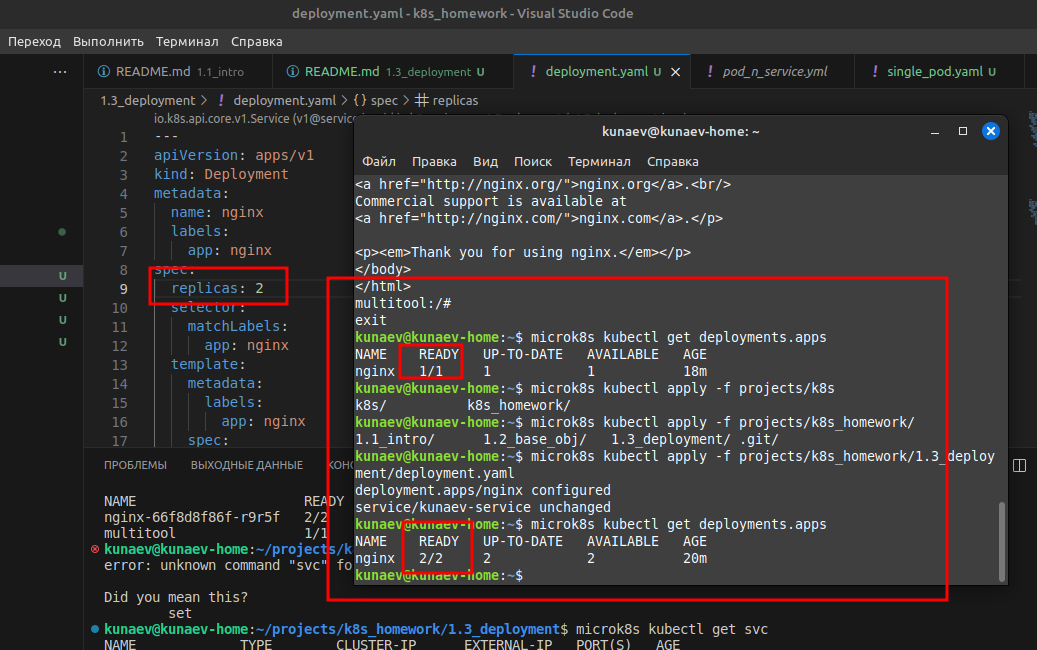 deployment.yaml - k8s_homework - Visual Studio Code
Переход Выполнить Терминал Справка
··· README.md 1.1_intro README.md 1.3_deployment U ! deployment.yaml U ! pod_n_service.yml ! single_pod.yaml U
1.3_deployment > ! deployment.yaml > {} spec > replicas
io.k8s.api.core.v1.Service (v1@service
1 ---
2 apiVersion: apps/v1
3 kind: Deployment
4 metadata:
5 name: nginx
6 labels:
7 app: nginx
8 spec:
9 replicas: 2
10 selector:
11 matchLabels:
12 app: nginx
13 template:
14 metadata:
15 labels:
16 app: nginx
17 spec:
U
U
U
U
ПРОБЛЕМЫ ВЫХОДНЫЕ ДАННЫЕ КОНС
NAME READY
nginx-66f8d8f86f-r9r5f 2/2
multitool 1/1
kunaev@kunaev-home:~/projects/k
error: unknown command "svc" fo
Did you mean this?
set
kunaev@kunaev-home:~/projects/k8s_homework/1.3_deployment$ microk8s kubectl get svc
NAME TYPE CLUSTER-IP EXTERNAL-IP PORT(S) AGE
kunaev@kunaev-home: ~
Файл Правка Вид Поиск Терминал Справка
<a href="http://nginx.org/">nginx.org</a>.<br/>
Commercial support is available at
<a href="http://nginx.com/">nginx.com</a>.</p>
<p><em>Thank you for using nginx.</em></p>
</body>
</html>
multitool:/#
exit
kunaev@kunaev-home:~$ microk8s kubectl get deployments.apps
NAME READY UP-TO-DATE AVAILABLE AGE
nginx 1/1 1 1 18m
kunaev@kunaev-home:~$ microk8s kubectl apply -f projects/k8s
k8s/ k8s_homework/
kunaev@kunaev-home:~$ microk8s kubectl apply -f projects/k8s_homework/
1.1_intro/ 1.2_base_obj/ 1.3_deployment/ .git/
kunaev@kunaev-home:~$ microk8s kubectl apply -f projects/k8s_homework/1.3_deploy
ment/deployment.yaml
deployment.apps/nginx configured
service/kunaev-service unchanged
kunaev@kunaev-home:~$ microk8s kubectl get deployments.apps
NAME READY UP-TO-DATE AVAILABLE AGE
nginx 2/2 2 2 20m
kunaev@kunaev-home:~$